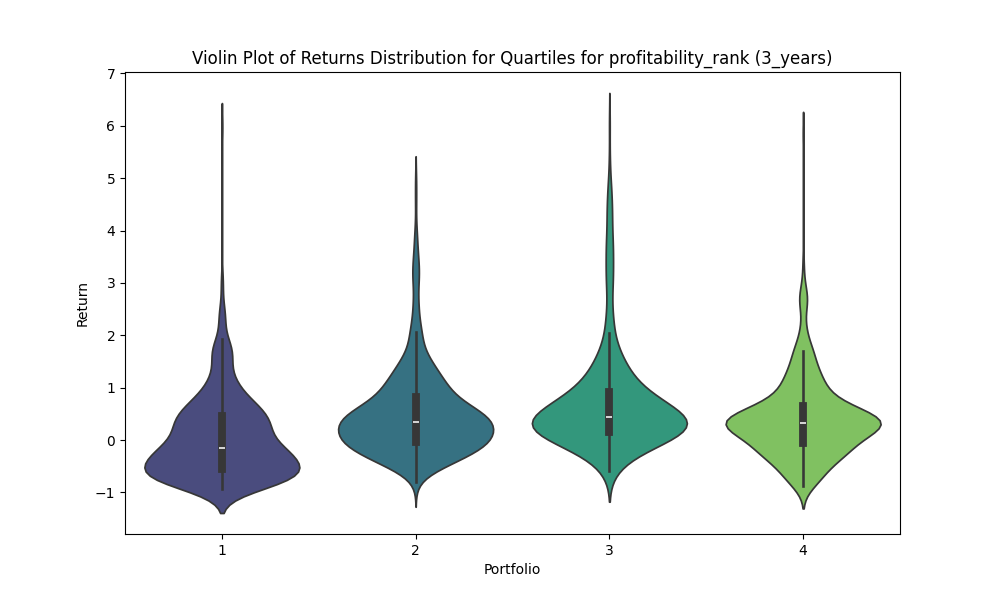 Violin Plot of Returns Distribution for Quartiles for profitability_rank (3_years)
7
6
5
4
3
2
1
0
−1
Return
1 2 3 4
Portfolio